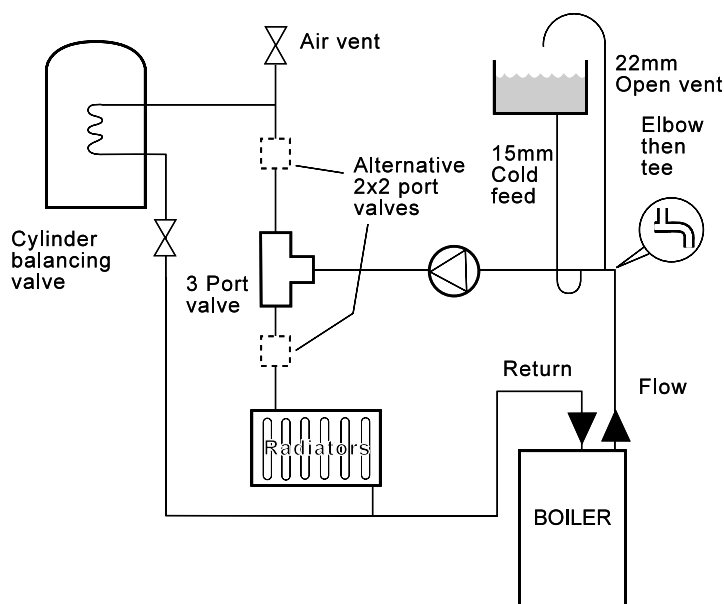 Air vent
22mm
Open vent
Elbow
then
tee
15mm
Cold
feed
Alternative
2x2 port
valves
Cylinder
balancing
valve
3 Port
valve
Return
Flow
Radiators
BOILER